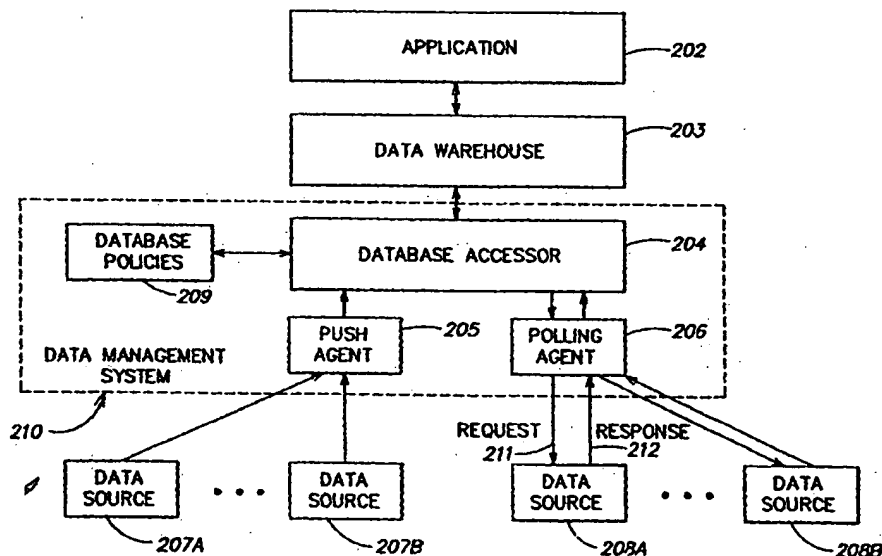 APPLICATION
202
DATA WAREHOUSE
203
DATABASE
POLICIES
209
DATABASE ACCESSOR
204
PUSH
AGENT
205
POLLING
AGENT
206
DATA MANAGEMENT
SYSTEM
210
REQUEST
211
RESPONSE
212
DATA
SOURCE
207A
DATA
SOURCE
207B
DATA
SOURCE
208A
DATA
SOURCE
208B